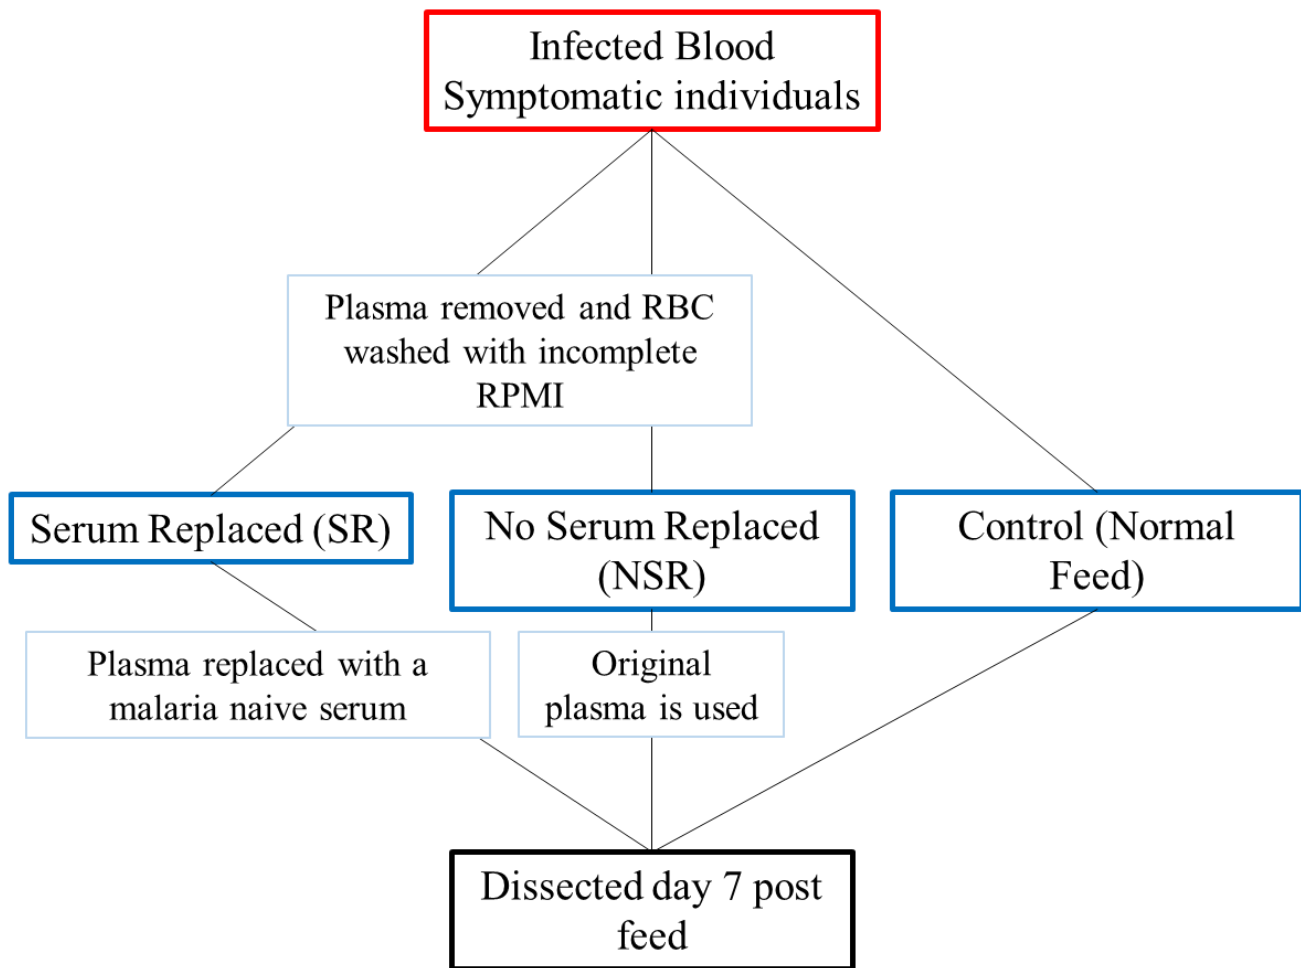 Infected Blood
Symptomatic individuals
Plasma removed and RBC
washed with incomplete
RPMI
Serum Replaced (SR)
No Serum Replaced
(NSR)
Control (Normal
Feed)
Plasma replaced with a
malaria naive serum
Original
plasma is used
Dissected day 7 post
feed